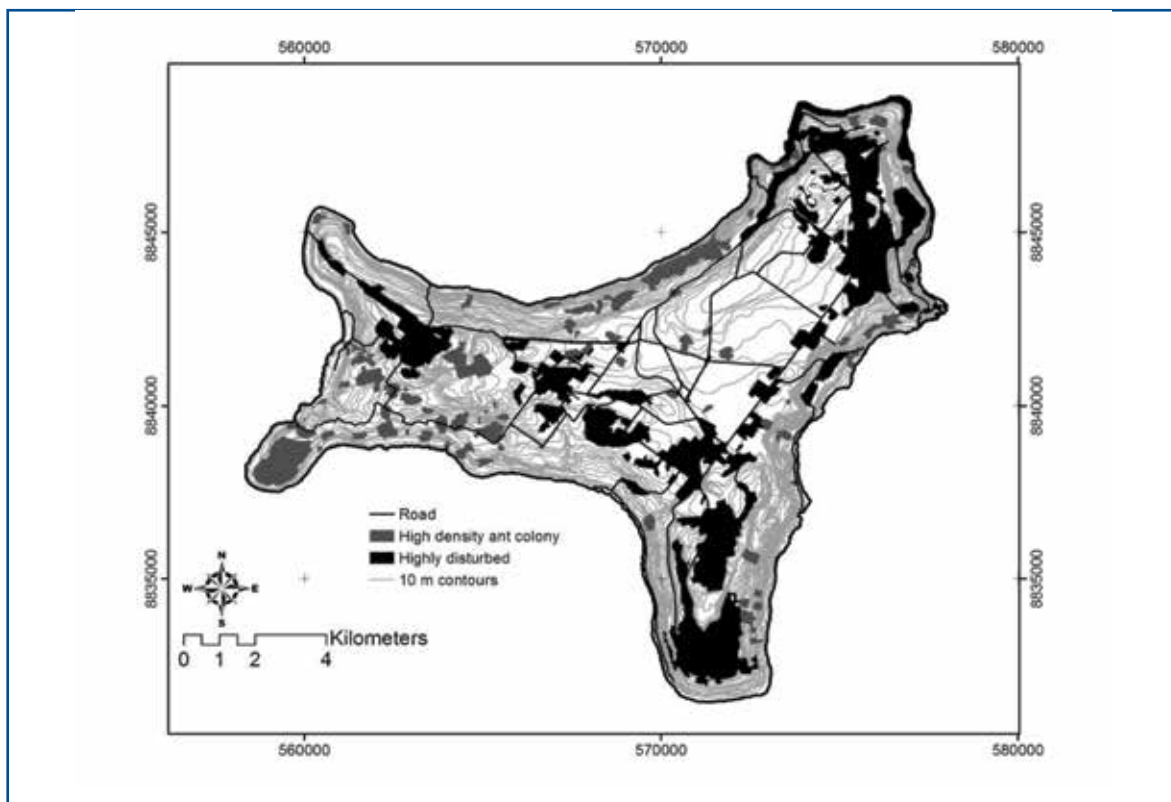 560000 570000 580000
8845000 8845000
8840000 8840000
8835000 8835000
Road
High density ant colony
Highly disturbed
10 m contours
N
W E
S
Kilometers
0 1 2 4
560000 570000 580000